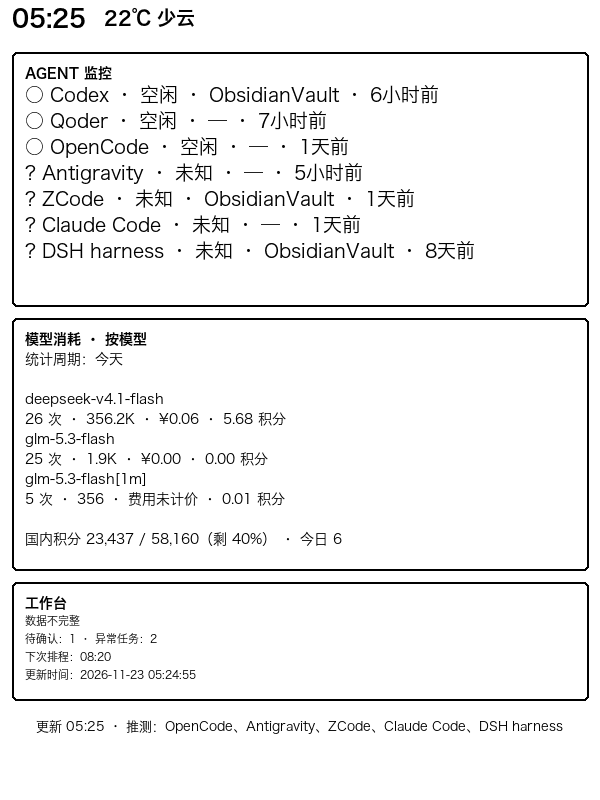 05:25 22℃ 少云
AGENT 监控
○ Codex · 空闲 · ObsidianVault · 6小时前
○ Qoder · 空闲 · — · 7小时前
○ OpenCode · 空闲 · — · 1天前
? Antigravity · 未知 · — · 5小时前
? ZCode · 未知 · ObsidianVault · 1天前
? Claude Code · 未知 · — · 1天前
? DSH harness · 未知 · ObsidianVault · 8天前
模型消耗 · 按模型
统计周期：今天
deepseek-v4.1-flash
26 次 · 356.2K · ¥0.06 · 5.68 积分
glm-5.3-flash
25 次 · 1.9K · ¥0.00 · 0.00 积分
glm-5.3-flash[1m]
5 次 · 356 · 费用未计价 · 0.01 积分
国内积分 23,437 / 58,160（剩 40%） · 今日 6
工作台
数据不完整
待确认：1 · 异常任务：2
下次排程：08:20
更新时间：2026-11-23 05:24:55
更新 05:25 · 推测：OpenCode、Antigravity、ZCode、Claude Code、DSH harness